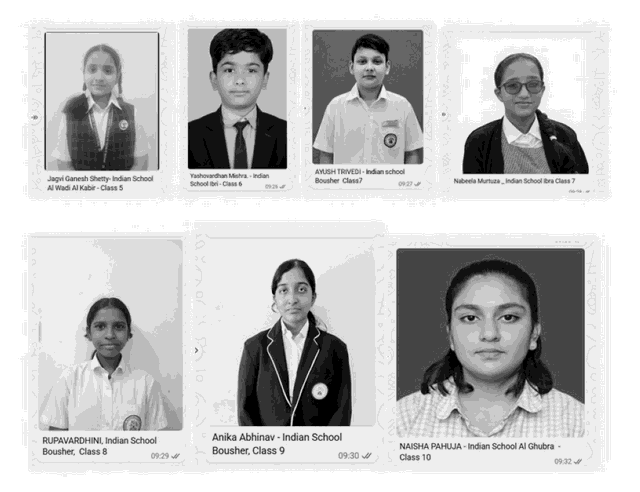 Jagvi Ganesh Shetty- Indian School
Al Wadi Al Kabir - Class 5
Yashovardhan Mishra. - Indian
School Ibri - Class 6
09:26
AYUSH TRIVEDI - Indian school
Bousher Class7
09:27
Nabeela Murtuza _ Indian School Ibra Class 7
RUPAVARDHINI, Indian School
Bousher, Class 8
09:29
Anika Abhinav - Indian School
Bousher, Class 9
09:30
NAISHA PAHUJA - Indian School Al Ghubra -
Class 10
09:32